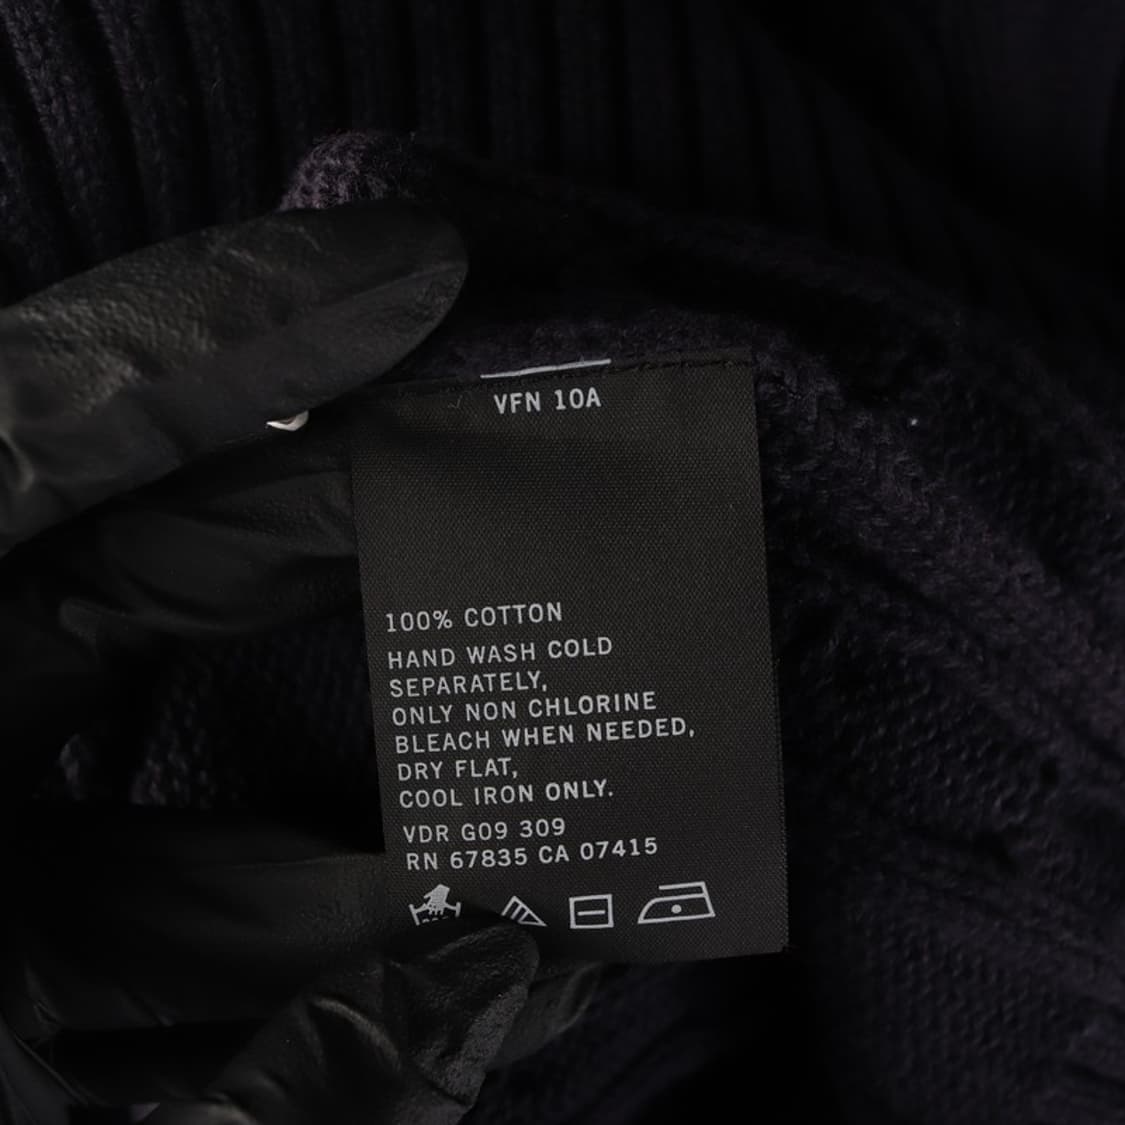 VFN 10A
100% COTTON
HAND WASH COLD
SEPARATELY,
ONLY NON CHLORINE
BLEACH WHEN NEEDED,
DRY FLAT,
COOL IRON ONLY.
VDR G09 309
RN 67835 CA 07415